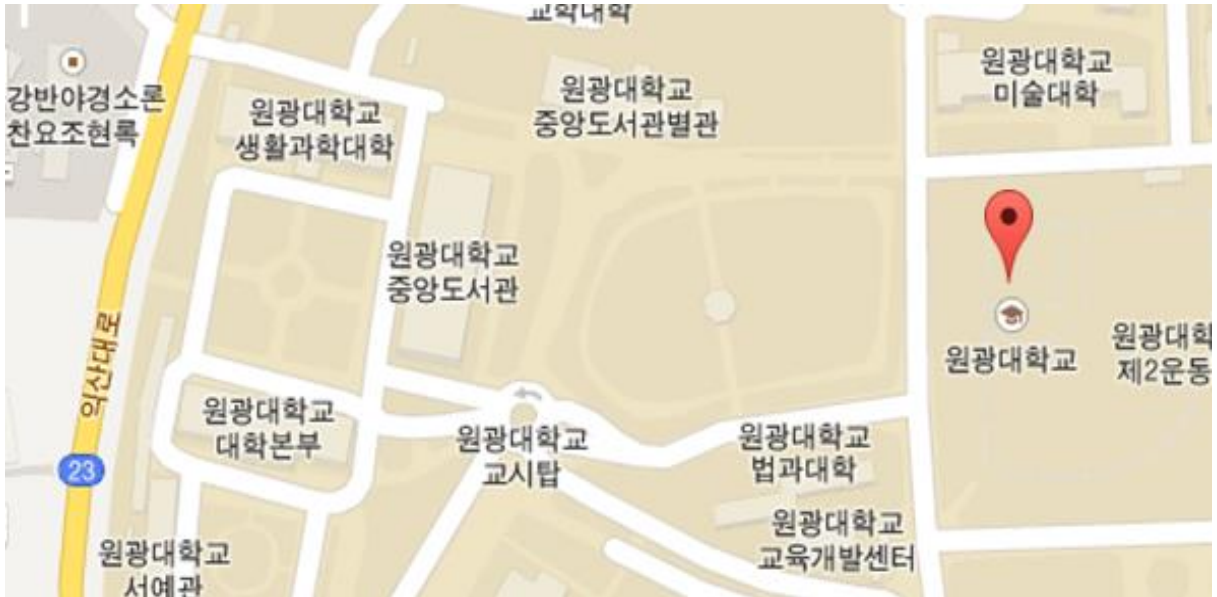 교학대학
원광대학교
미술대학
원광대학교
중앙도서관별관
강반야경소론
찬요조현록
원광대학교
생활과학대학
원광대학교
중앙도서관
원광대학교
원광대학
제2운동
익산대로
원광대학교
대학본부
원광대학교
교시탑
원광대학교
법과대학
23
원광대학교
교육개발센터
원광대학교
서예관